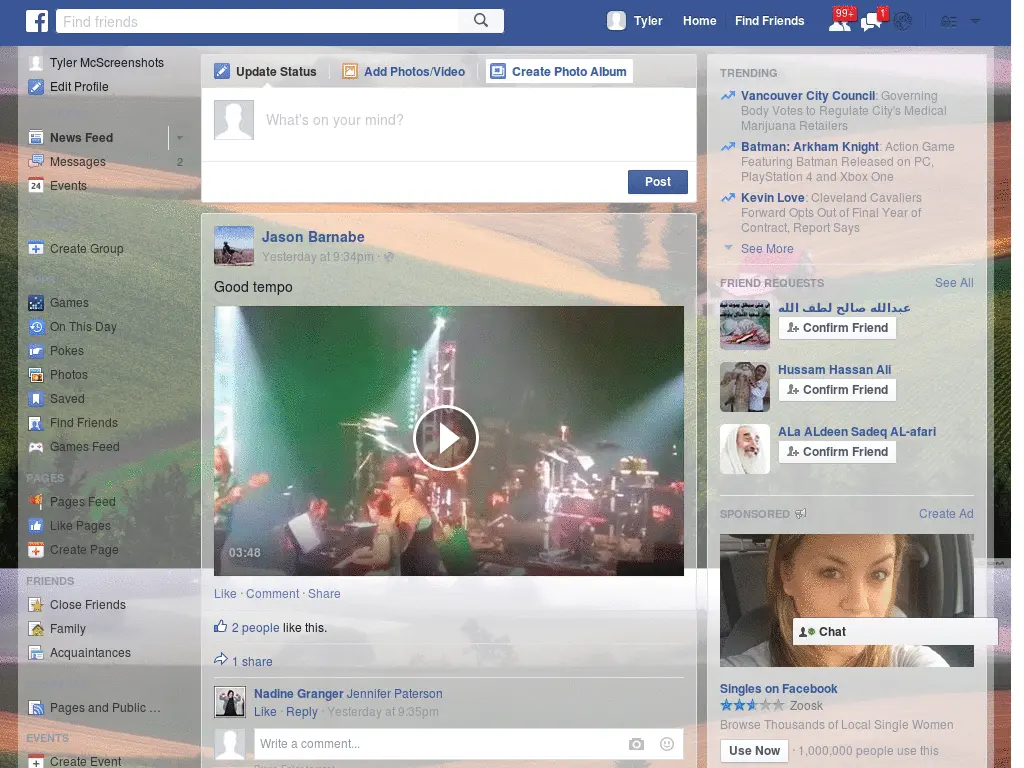 Find friends
Tyler
Home
Find Friends
99+
1
Tyler McScreenshots
Edit Profile
News Feed
Messages
2
24
Events
Create Group
Games
On This Day
Pokes
Photos
Saved
Find Friends
Games Feed
PAGES
Pages Feed
Like Pages
Create Page
FRIENDS
Close Friends
Family
Acquaintances
Pages and Public ...
EVENTS
Create Event
Update Status
Add Photos/Video
Create Photo Album
What's on your mind?
Post
Jason Barnabe
Yesterday at 9:34pm ·
Good tempo
03:48
Like · Comment · Share
2 people like this.
1 share
Nadine Granger Jennifer Paterson
Like · Reply · Yesterday at 9:35pm
Write a comment...
TRENDING
Vancouver City Council: Governing
Body Votes to Regulate City's Medical
Marijuana Retailers
Batman: Arkham Knight: Action Game
Featuring Batman Released on PC,
PlayStation 4 and Xbox One
Kevin Love: Cleveland Cavaliers
Forward Opts Out of Final Year of
Contract, Report Says
See More
FRIEND REQUESTS
See All
عبدالله صالح لطف الله
Confirm Friend
Hussam Hassan Ali
Confirm Friend
ALa ALdeen Sadeq AL-afari
Confirm Friend
SPONSORED
Create Ad
Chat
Singles on Facebook
Zoosk
Browse Thousands of Local Single Women
Use Now · 1,000,000 people use this